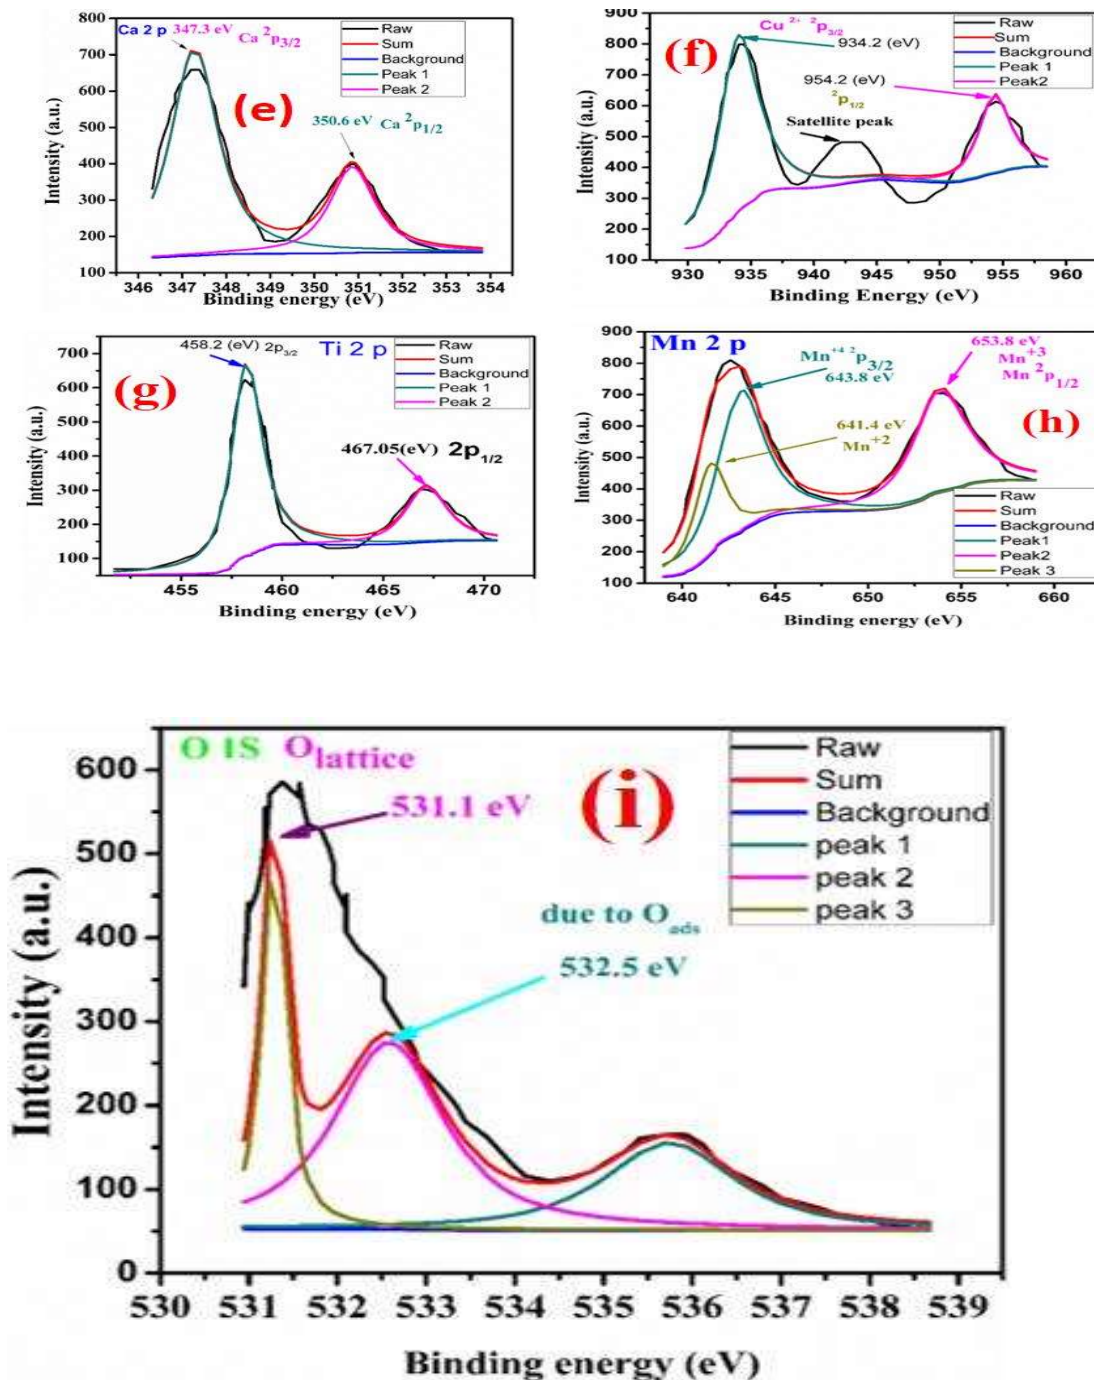 Ca 2 p 347.3 eV Ca ²p₃/₂
(e)
350.6 eV Ca ²p₁/₂
Raw
Sum
Background
Peak 1
Peak 2
800
700
600
500
400
300
200
100
Intensity (a.u.)
346 347 348 349 350 351 352 353 354
Binding energy (eV)
(f)
Cu ²⁺ ²p₃/₂
934.2 (eV)
954.2 (eV)
²p₁/₂
Satellite peak
Raw
Sum
Background
Peak 1
Peak2
900
800
700
600
500
400
300
200
100
Intensity (a.u.)
930 935 940 945 950 955 960
Binding Energy (eV)
458.2 (eV) 2p₃/₂
Ti 2 p
(g)
467.05(eV) 2p₁/₂
Raw
Sum
Background
Peak 1
Peak 2
700
600
500
400
300
200
100
Intensity (a.u.)
455 460 465 470
Binding energy (eV)
Mn 2 p
Mn⁺⁴ ²p₃/₂
643.8 eV
653.8 eV
Mn⁺³
Mn ²p₁/₂
641.4 eV
Mn⁺²
(h)
Raw
Sum
Background
Peak1
Peak2
Peak 3
900
800
700
600
500
400
300
200
100
Intensity (a.u.)
640 645 650 655 660
Binding energy (eV)
O 1S O lattice
531.1 eV
(i)
due to O ads
532.5 eV
Raw
Sum
Background
peak 1
peak 2
peak 3
600
500
400
300
200
100
0
Intensity (a.u.)
530 531 532 533 534 535 536 537 538 539
Binding energy (eV)